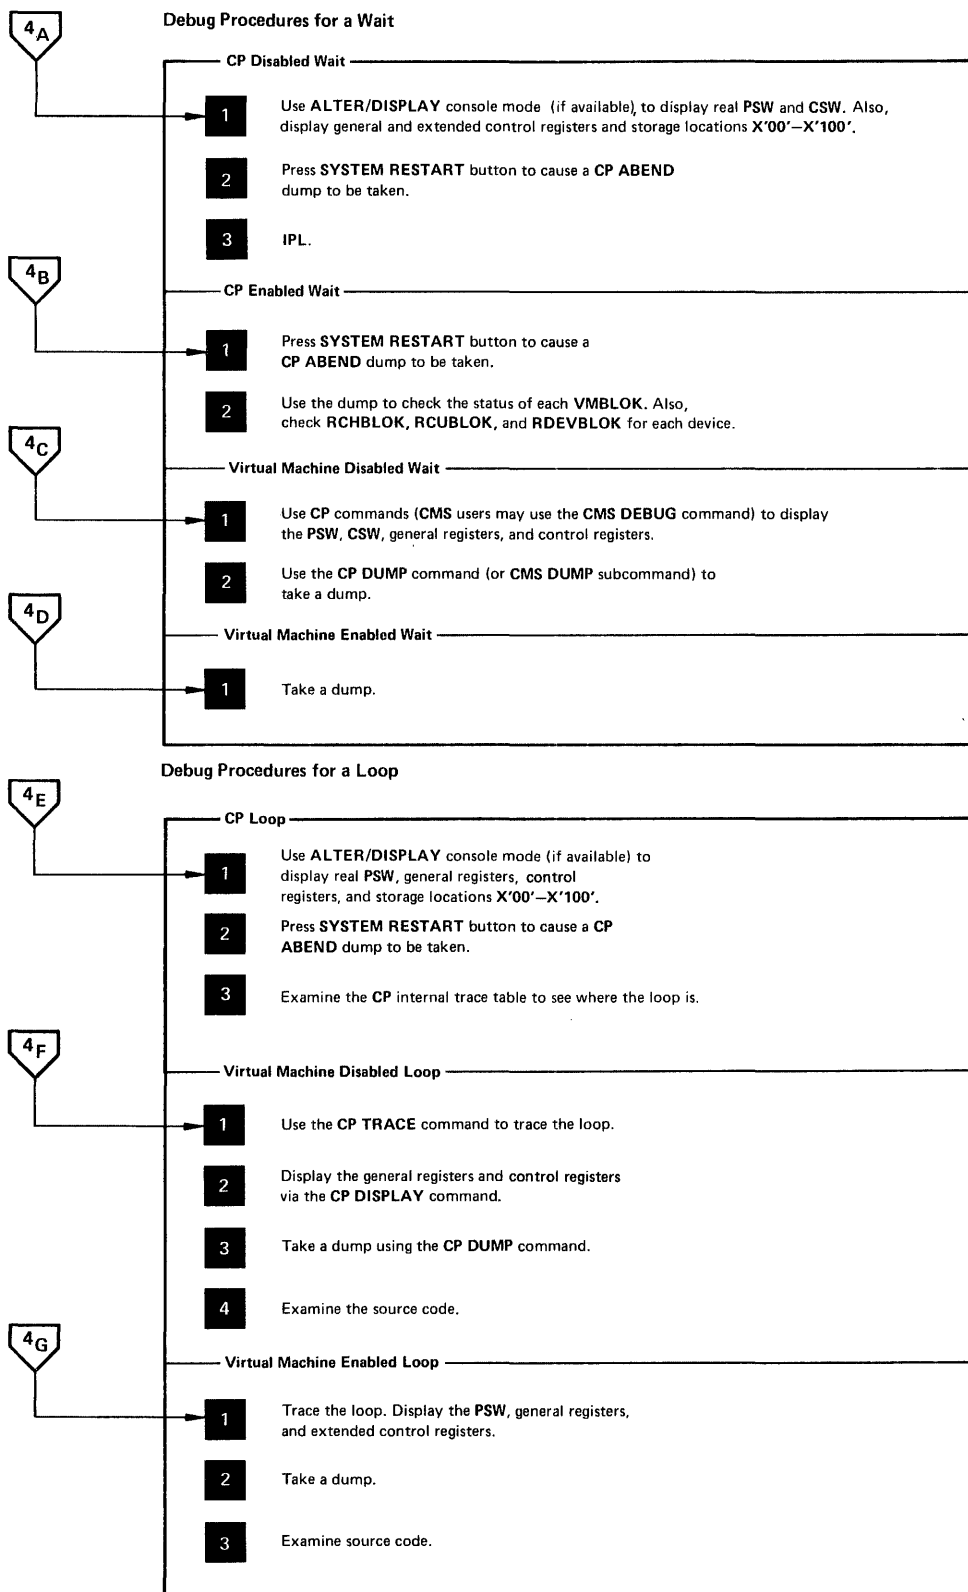 4A
Debug Procedures for a Wait
CP Disabled Wait
1
Use ALTER/DISPLAY console mode (if available), to display real PSW and CSW. Also,
display general and extended control registers and storage locations X'00'–X'100'.
2
Press SYSTEM RESTART button to cause a CP ABEND
dump to be taken.
3
IPL.
4B
CP Enabled Wait
1
Press SYSTEM RESTART button to cause a
CP ABEND dump to be taken.
2
Use the dump to check the status of each VMBLOK. Also,
check RCHBLOK, RCUBLOK, and RDEVBLOK for each device.
4C
Virtual Machine Disabled Wait
1
Use CP commands (CMS users may use the CMS DEBUG command) to display
the PSW, CSW, general registers, and control registers.
2
Use the CP DUMP command (or CMS DUMP subcommand) to
take a dump.
4D
Virtual Machine Enabled Wait
1
Take a dump.
Debug Procedures for a Loop
4E
CP Loop
1
Use ALTER/DISPLAY console mode (if available) to
display real PSW, general registers, control
registers, and storage locations X'00'–X'100'.
2
Press SYSTEM RESTART button to cause a CP
ABEND dump to be taken.
3
Examine the CP internal trace table to see where the loop is.
4F
Virtual Machine Disabled Loop
1
Use the CP TRACE command to trace the loop.
2
Display the general registers and control registers
via the CP DISPLAY command.
3
Take a dump using the CP DUMP command.
4
Examine the source code.
4G
Virtual Machine Enabled Loop
1
Trace the loop. Display the PSW, general registers,
and extended control registers.
2
Take a dump.
3
Examine source code.